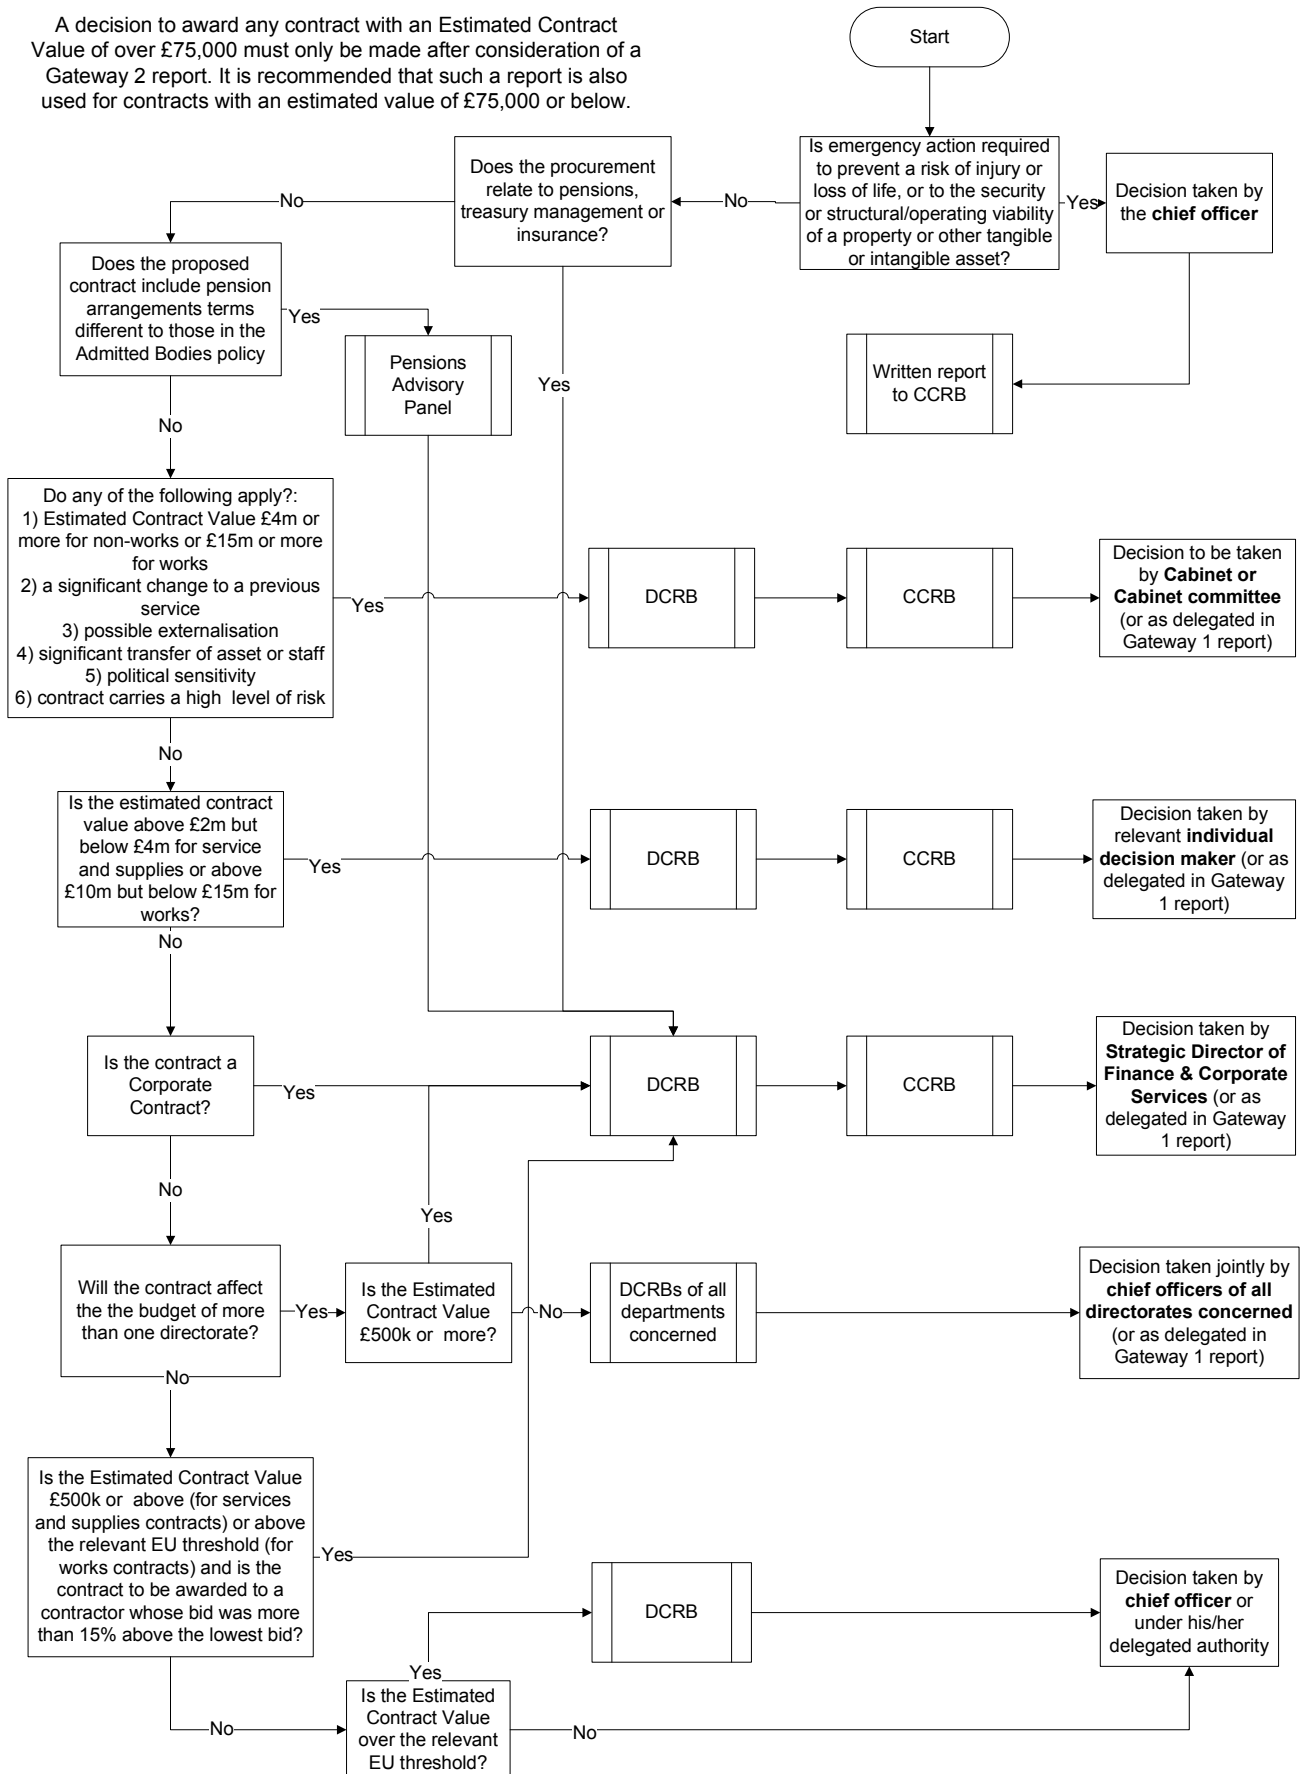 A decision to award any contract with an Estimated Contract
Value of over £75,000 must only be made after consideration of a
Gateway 2 report. It is recommended that such a report is also
used for contracts with an estimated value of £75,000 or below.
Start
Is emergency action required
to prevent a risk of injury or
loss of life, or to the security
or structural/operating viability
of a property or other tangible
or intangible asset?
Yes
Decision taken by
the chief officer
Written report
to CCRB
No
Does the procurement
relate to pensions,
treasury management or
insurance?
Yes
No
Does the proposed
contract include pension
arrangements terms
different to those in the
Admitted Bodies policy
Yes
Pensions
Advisory
Panel
No
Do any of the following apply?:
1) Estimated Contract Value £4m or
more for non-works or £15m or more
for works
2) a significant change to a previous
service
3) possible externalisation
4) significant transfer of asset or staff
5) political sensitivity
6) contract carries a high level of risk
Yes
DCRB
CCRB
Decision to be taken
by Cabinet or
Cabinet committee
(or as delegated in
Gateway 1 report)
No
Is the estimated contract
value above £2m but
below £4m for service
and supplies or above
£10m but below £15m for
works?
Yes
DCRB
CCRB
Decision taken by
relevant individual
decision maker (or as
delegated in Gateway
1 report)
No
Is the contract a
Corporate
Contract?
Yes
DCRB
CCRB
Decision taken by
Strategic Director of
Finance & Corporate
Services (or as
delegated in Gateway
1 report)
No
Will the contract affect
the the budget of more
than one directorate?
Yes
Is the Estimated
Contract Value
£500k or more?
Yes
No
DCRBs of all
departments
concerned
Decision taken jointly by
chief officers of all
directorates concerned
(or as delegated in
Gateway 1 report)
No
Is the Estimated Contract Value
£500k or above (for services
and supplies contracts) or above
the relevant EU threshold (for
works contracts) and is the
contract to be awarded to a
contractor whose bid was more
than 15% above the lowest bid?
Yes
No
Is the Estimated
Contract Value
over the relevant
EU threshold?
Yes
DCRB
No
Decision taken by
chief officer or
under his/her
delegated authority